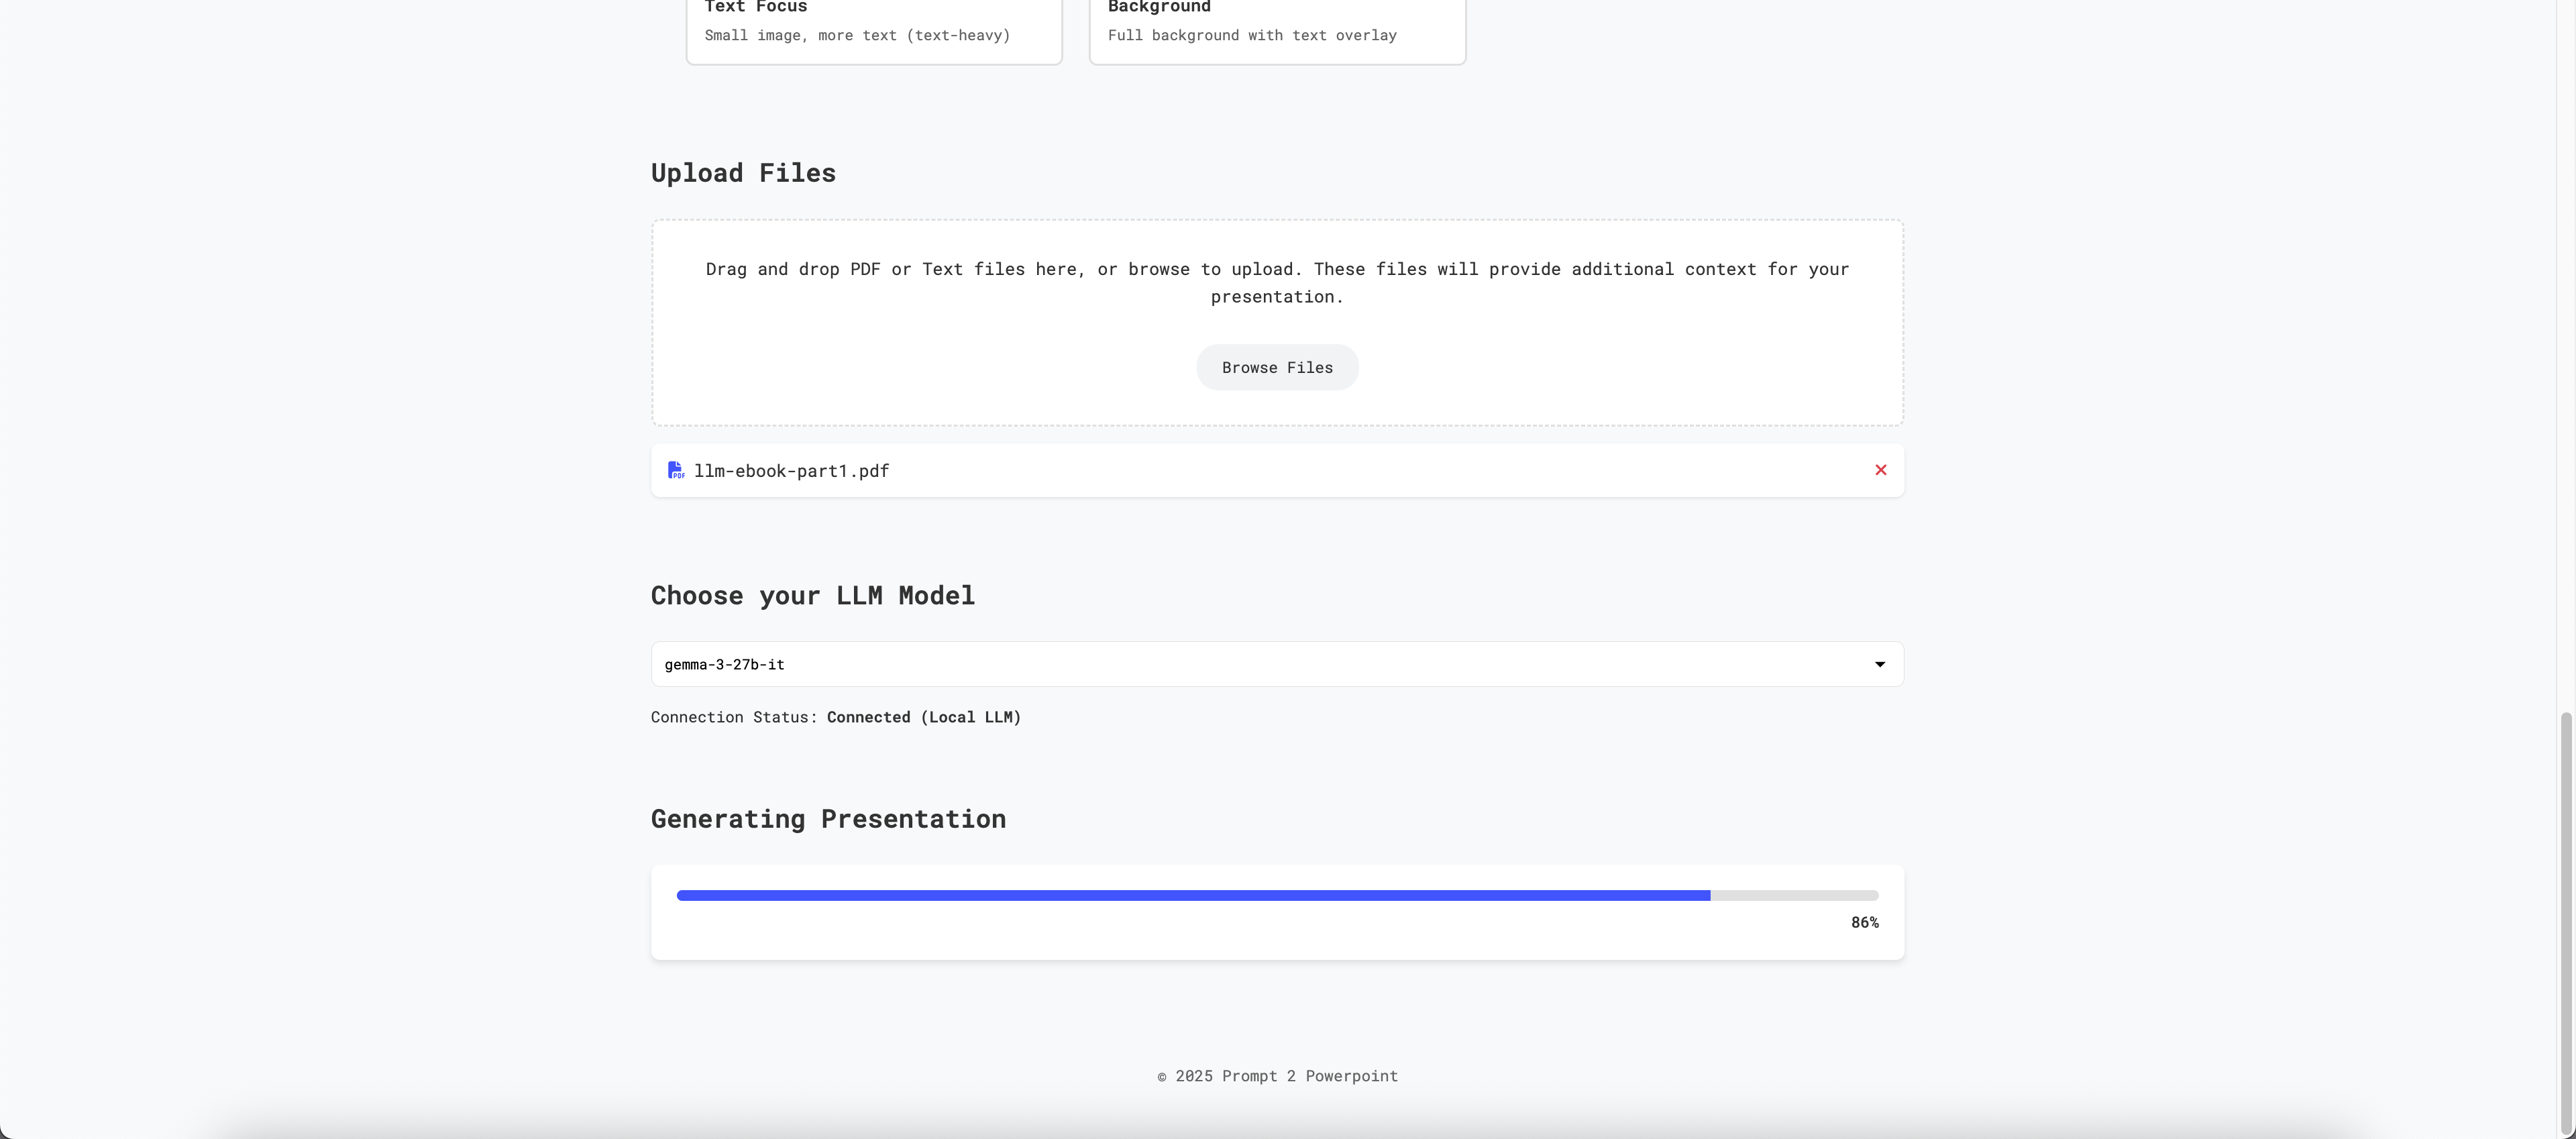 Text Focus
Small image, more text (text-heavy)
Background
Full background with text overlay
Upload Files
Drag and drop PDF or Text files here, or browse to upload. These files will provide additional context for your
presentation.
Browse Files
PDF
llm-ebook-part1.pdf
Choose your LLM Model
gemma-3-27b-it
Connection Status: Connected (Local LLM)
Generating Presentation
86%
© 2025 Prompt 2 Powerpoint